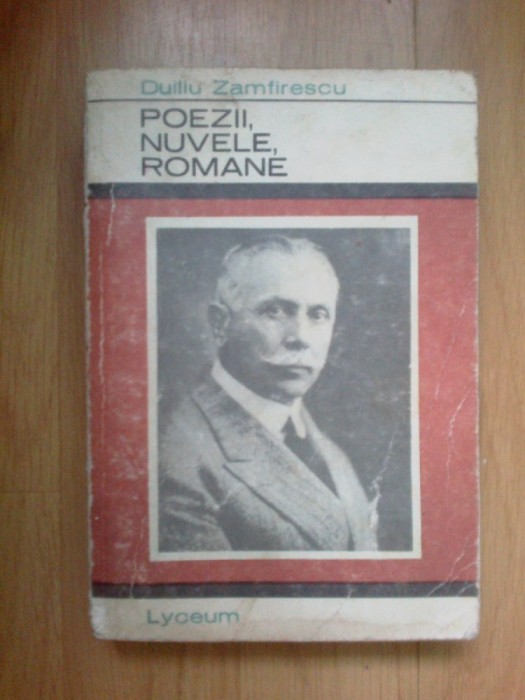 Duiliu Zamfirescu
POEZII,
NUVELE,
ROMANE
Lyceum